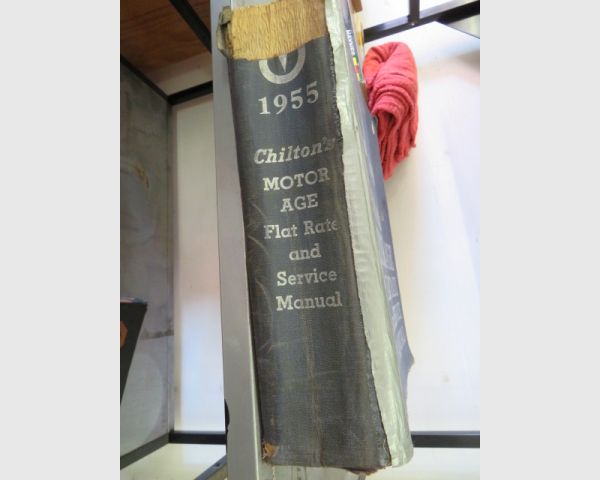 1955
Chilton's
MOTOR
AGE
Flat Rate
and
Service
Manual